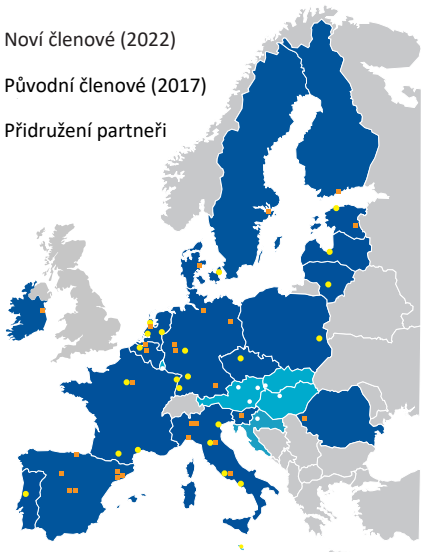 Noví členové (2022)
Původní členové (2017)
Přidružení partneři